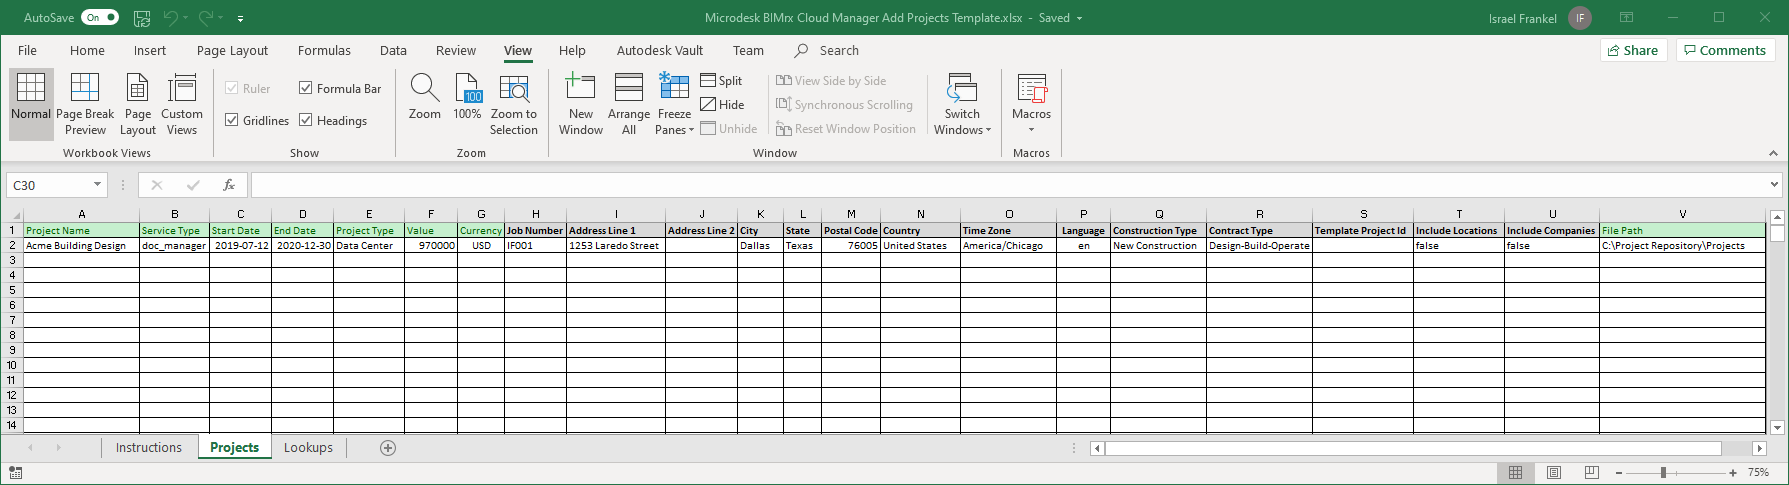 AutoSave On Microdesk BIMrx Cloud Manager Add Projects Template.xlsx - Saved Israel Frankel IF
File Home Insert Page Layout Formulas Data Review View Help Autodesk Vault Team Search Share Comments
Normal Page Break Preview Page Layout Custom Views
Workbook Views
Ruler Formula Bar
Gridlines Headings
Show
Zoom 100% Zoom to Selection
Zoom
New Window Arrange All Freeze Panes
Split
Hide
Unhide
View Side by Side
Synchronous Scrolling
Reset Window Position
Switch Windows
Window
Macros
Macros
C30 fx
A B C D E F G H I J K L M N O P Q R S T U V
1 Project Name Service Type Start Date End Date Project Type Value Currency Job Number Address Line 1 Address Line 2 City State Postal Code Country Time Zone Language Construction Type Contract Type Template Project Id Include Locations Include Companies File Path
2 Acme Building Design doc_manager 2019-07-12 2020-12-30 Data Center 970000 USD IF001 1253 Laredo Street Dallas Texas 76005 United States America/Chicago en New Construction Design-Build-Operate false false C:\Project Repository\Projects
3
4
5
6
7
8
9
10
11
12
13
14
Instructions Projects Lookups
75%